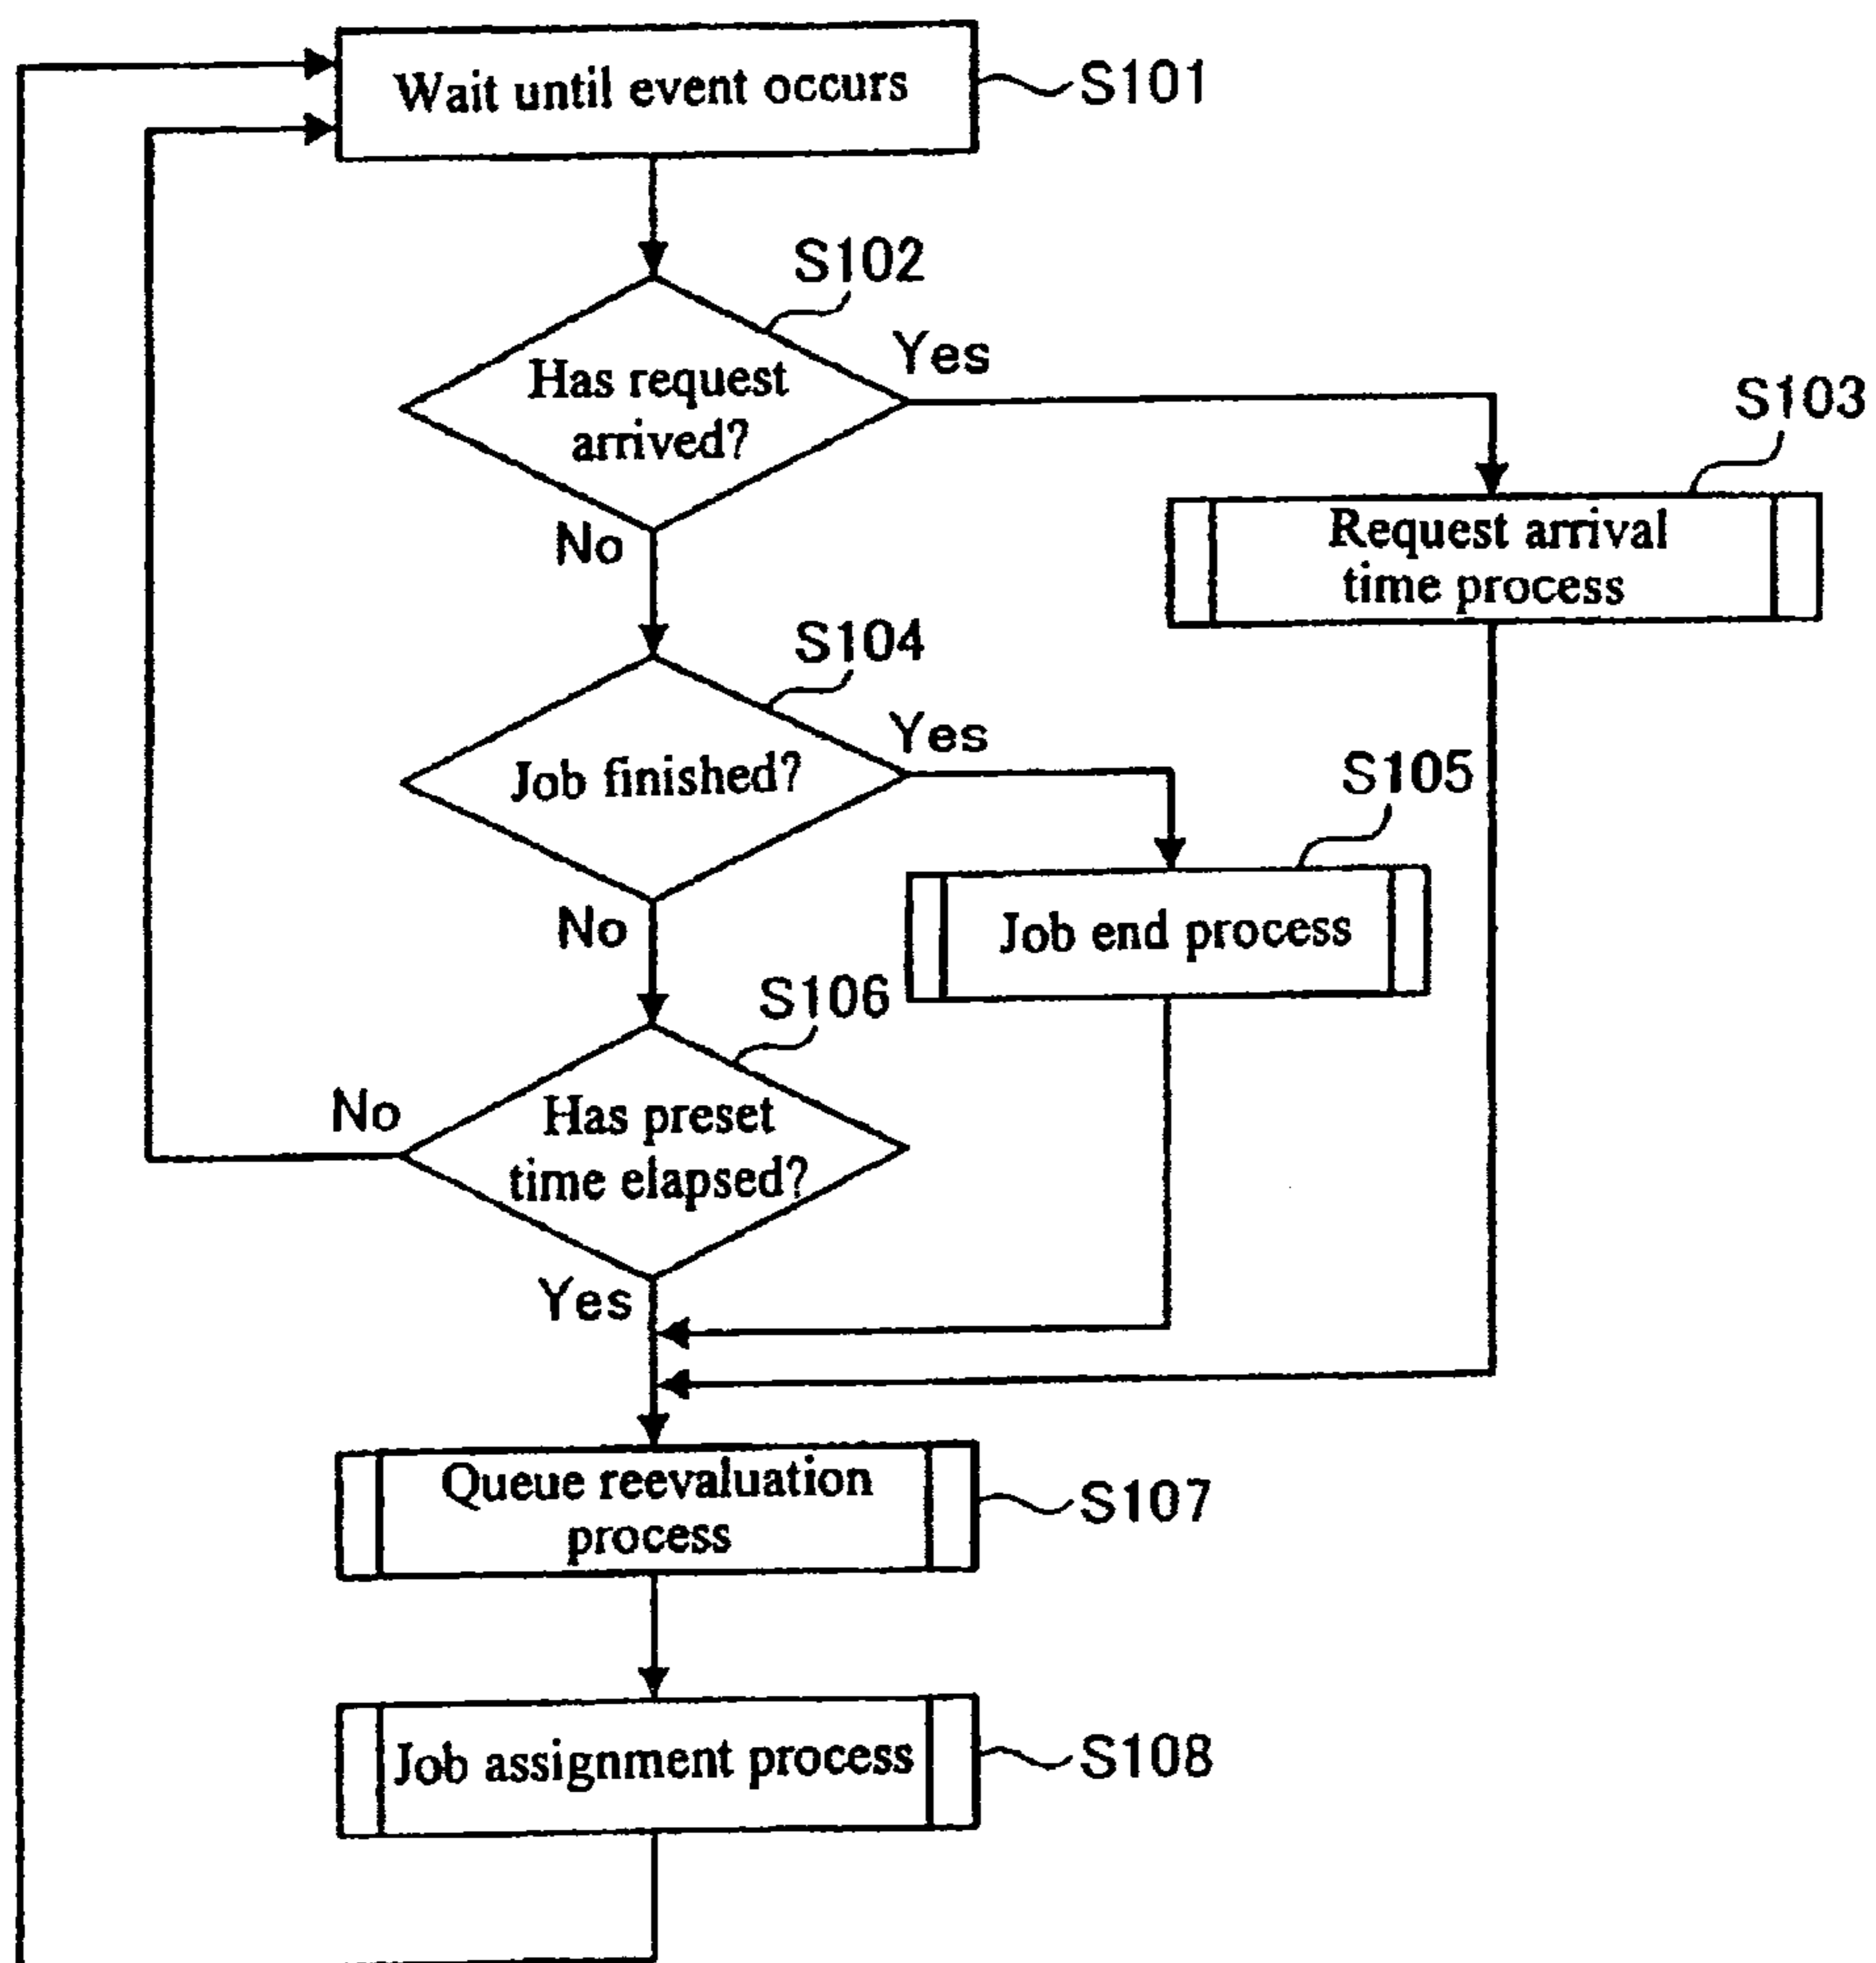 Wait until event occurs
S101
S102
Has request
arrived?
Yes
No
S103
Request arrival
time process
S104
Job finished?
Yes
No
S105
Job end process
S106
Has preset
time elapsed?
No
Yes
Queue reevaluation
process
S107
Job assignment process
S108